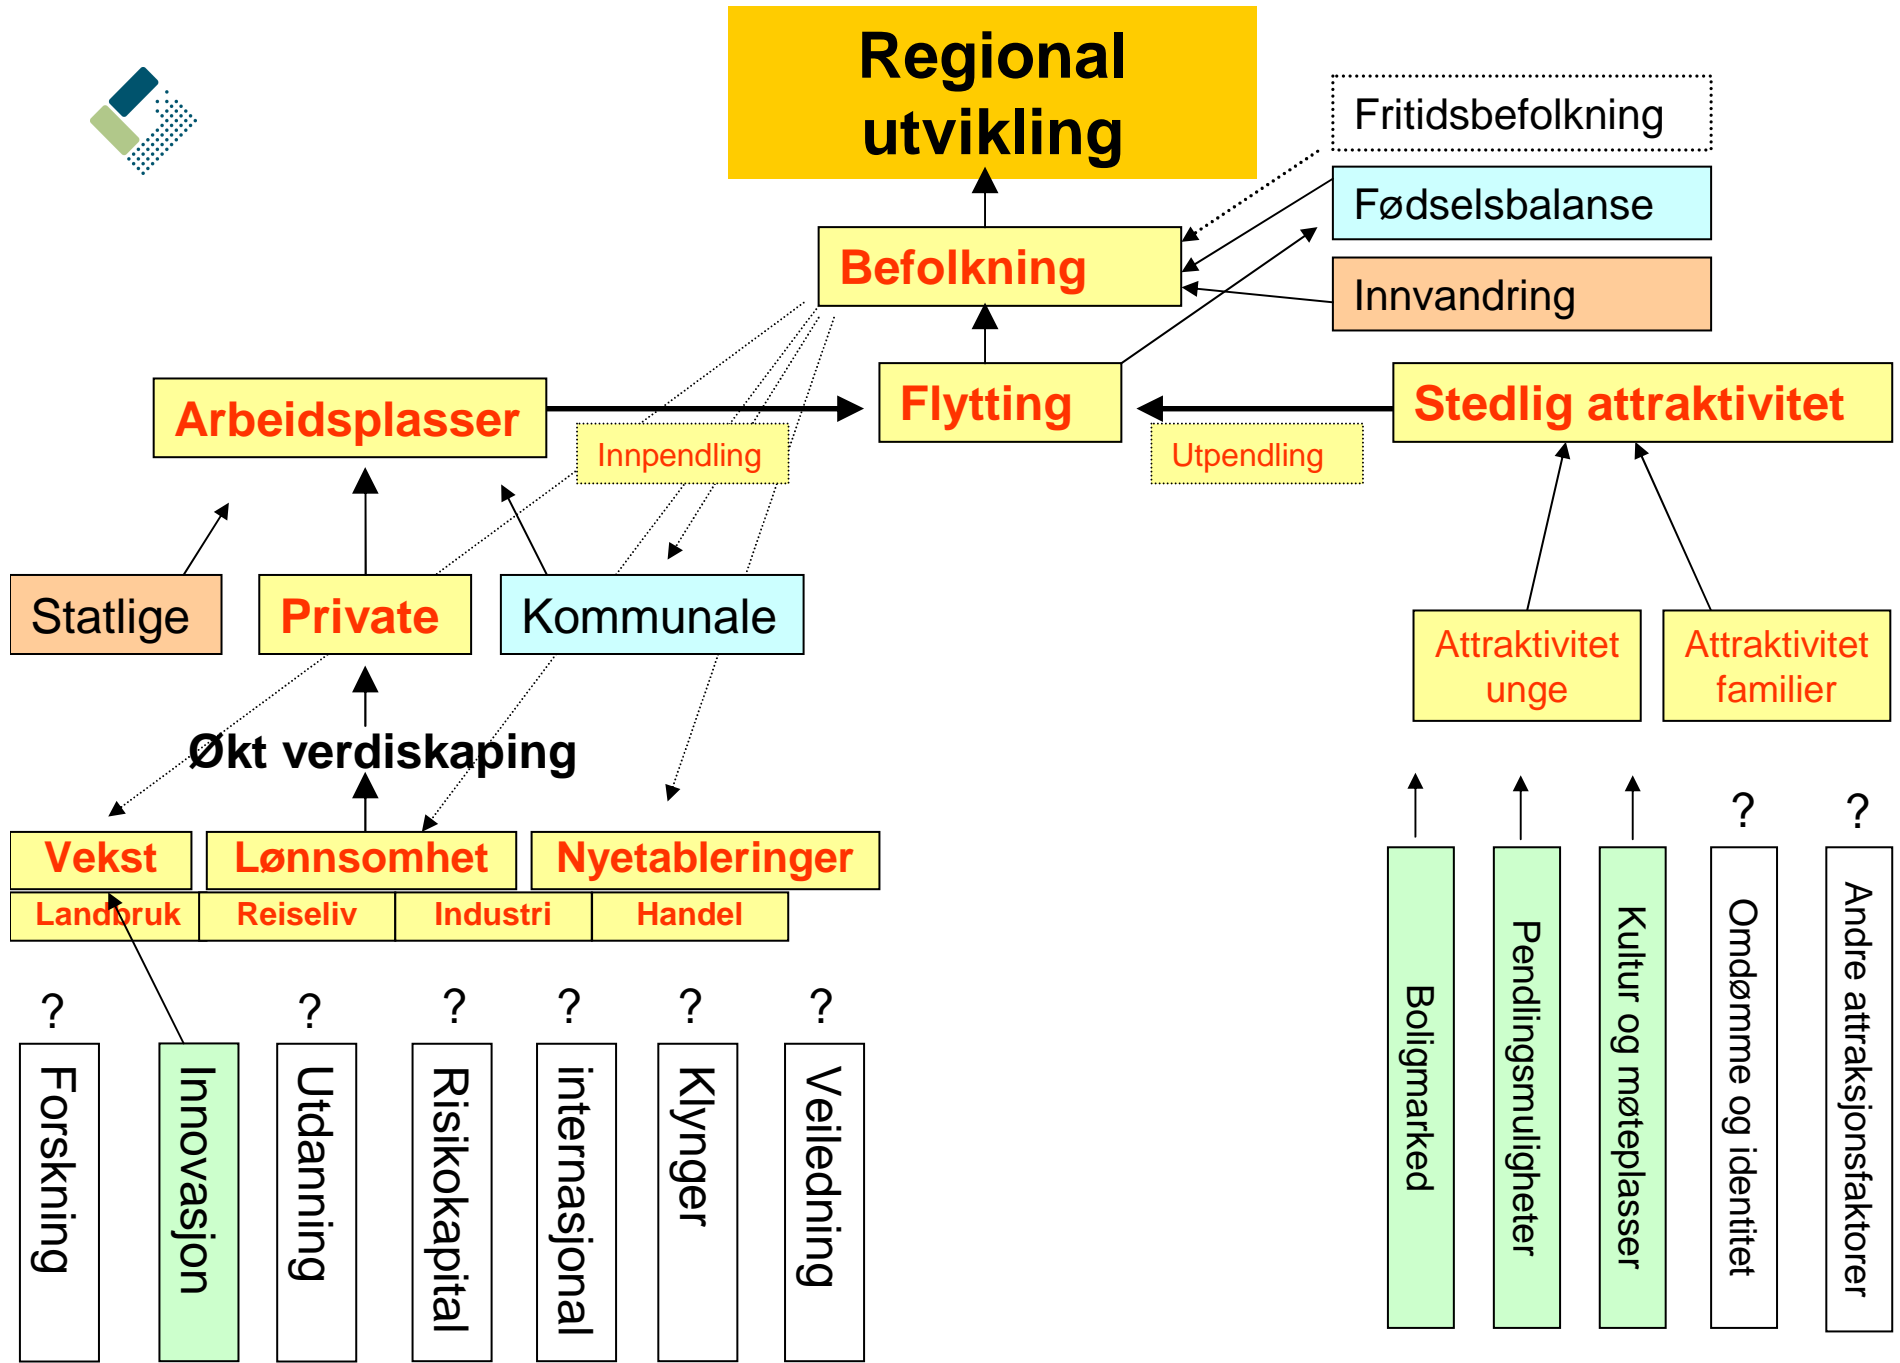 Regional
utvikling
Fritidsbefolkning
Fødselsbalanse
Befolkning
Innvandring
Arbeidsplasser
Flytting
Stedlig attraktivitet
Innpendling
Utpendling
Statlige
Private
Kommunale
Attraktivitet
unge
Attraktivitet
familier
Økt verdiskaping
Vekst
Lønnsomhet
Nyetableringer
Landbruk
Reiseliv
Industri
Handel
?
?
?
?
?
?
Forskning
Innovasjon
Utdanning
Risikokapital
internasjonal
Klynger
Veiledning
?
?
Boligmarked
Pendlingsmuligheter
Kultur og møteplasser
Omdømme og identitet
Andre attraksjonsfaktorer